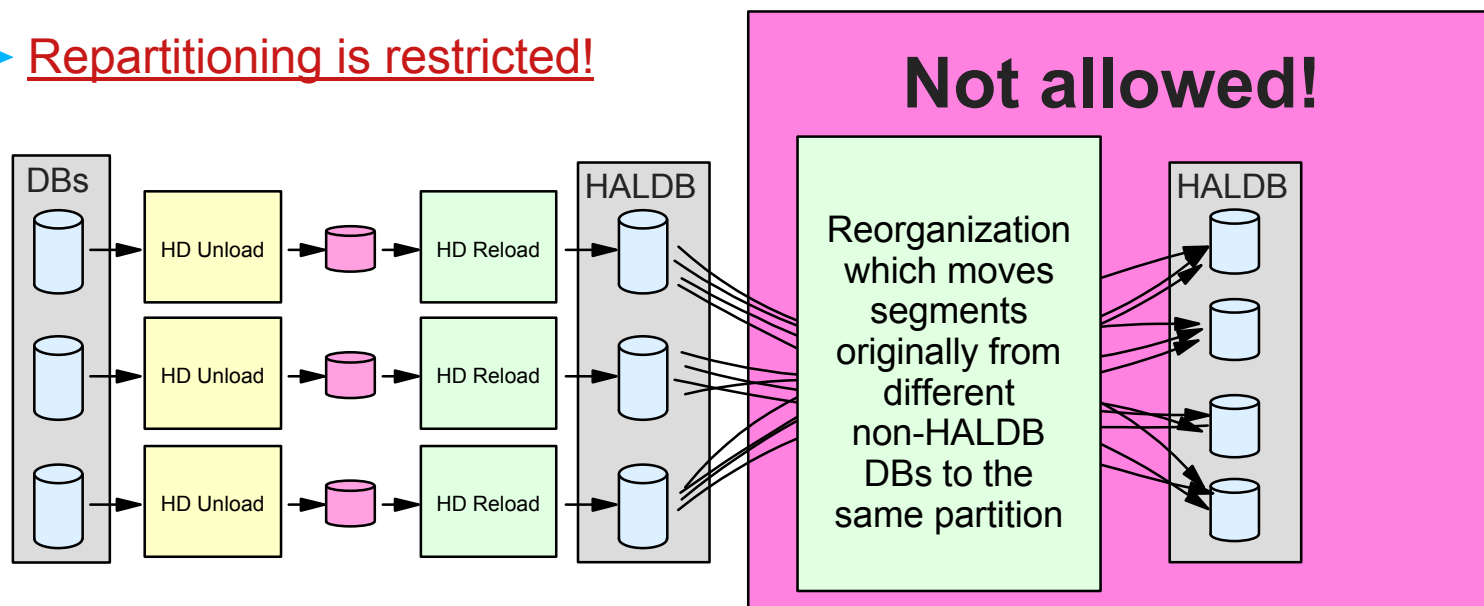 Repartitioning is restricted!
Not allowed!
DBs
HD Unload
HD Reload
HALDB
HD Unload
HD Reload
HD Unload
HD Reload
Reorganization
which moves
segments
originally from
different
non-HALDB
DBs to the
same partition
HALDB